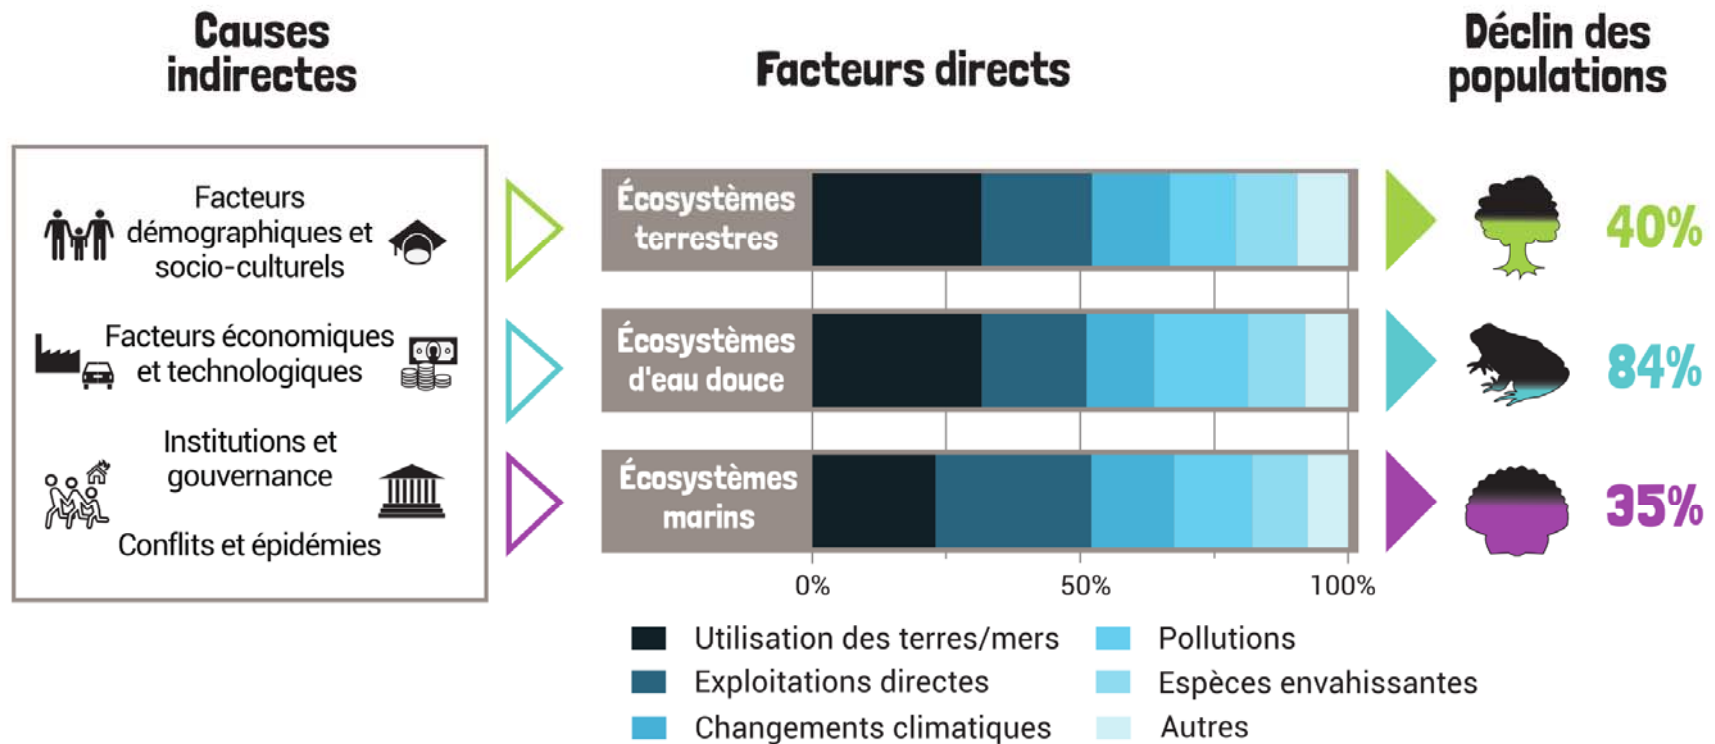 Causes
indirectes
Facteurs directs
Déclin des
populations
Facteurs
démographiques et
socio-culturels
Facteurs économiques
et technologiques
Institutions et
gouvernance
Conflits et épidémies
Écosystèmes
terrestres
40%
Écosystèmes
d'eau douce
84%
Écosystèmes
marins
35%
0%
50%
100%
Utilisation des terres/mers
Exploitations directes
Changements climatiques
Pollutions
Espèces envahissantes
Autres